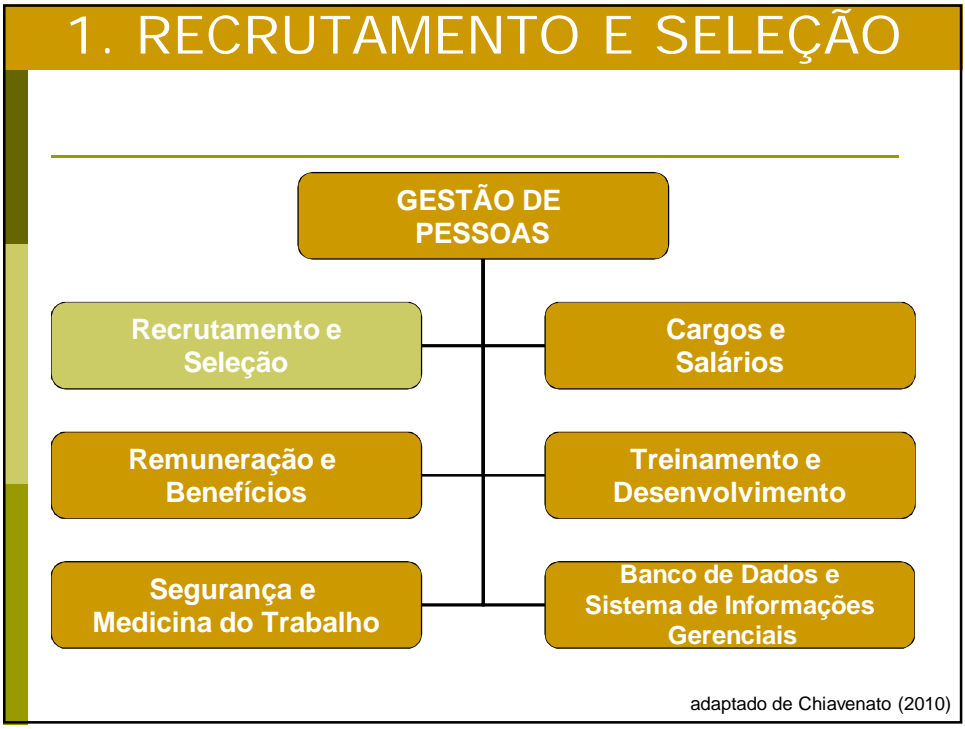 1. RECRUTAMENTO E SELEÇÃO
GESTÃO DE
PESSOAS
Recrutamento e
Seleção
Cargos e
Salários
Remuneração e
Benefícios
Treinamento e
Desenvolvimento
Segurança e
Medicina do Trabalho
Banco de Dados e
Sistema de Informações
Gerenciais
adaptado de Chiavenato (2010)